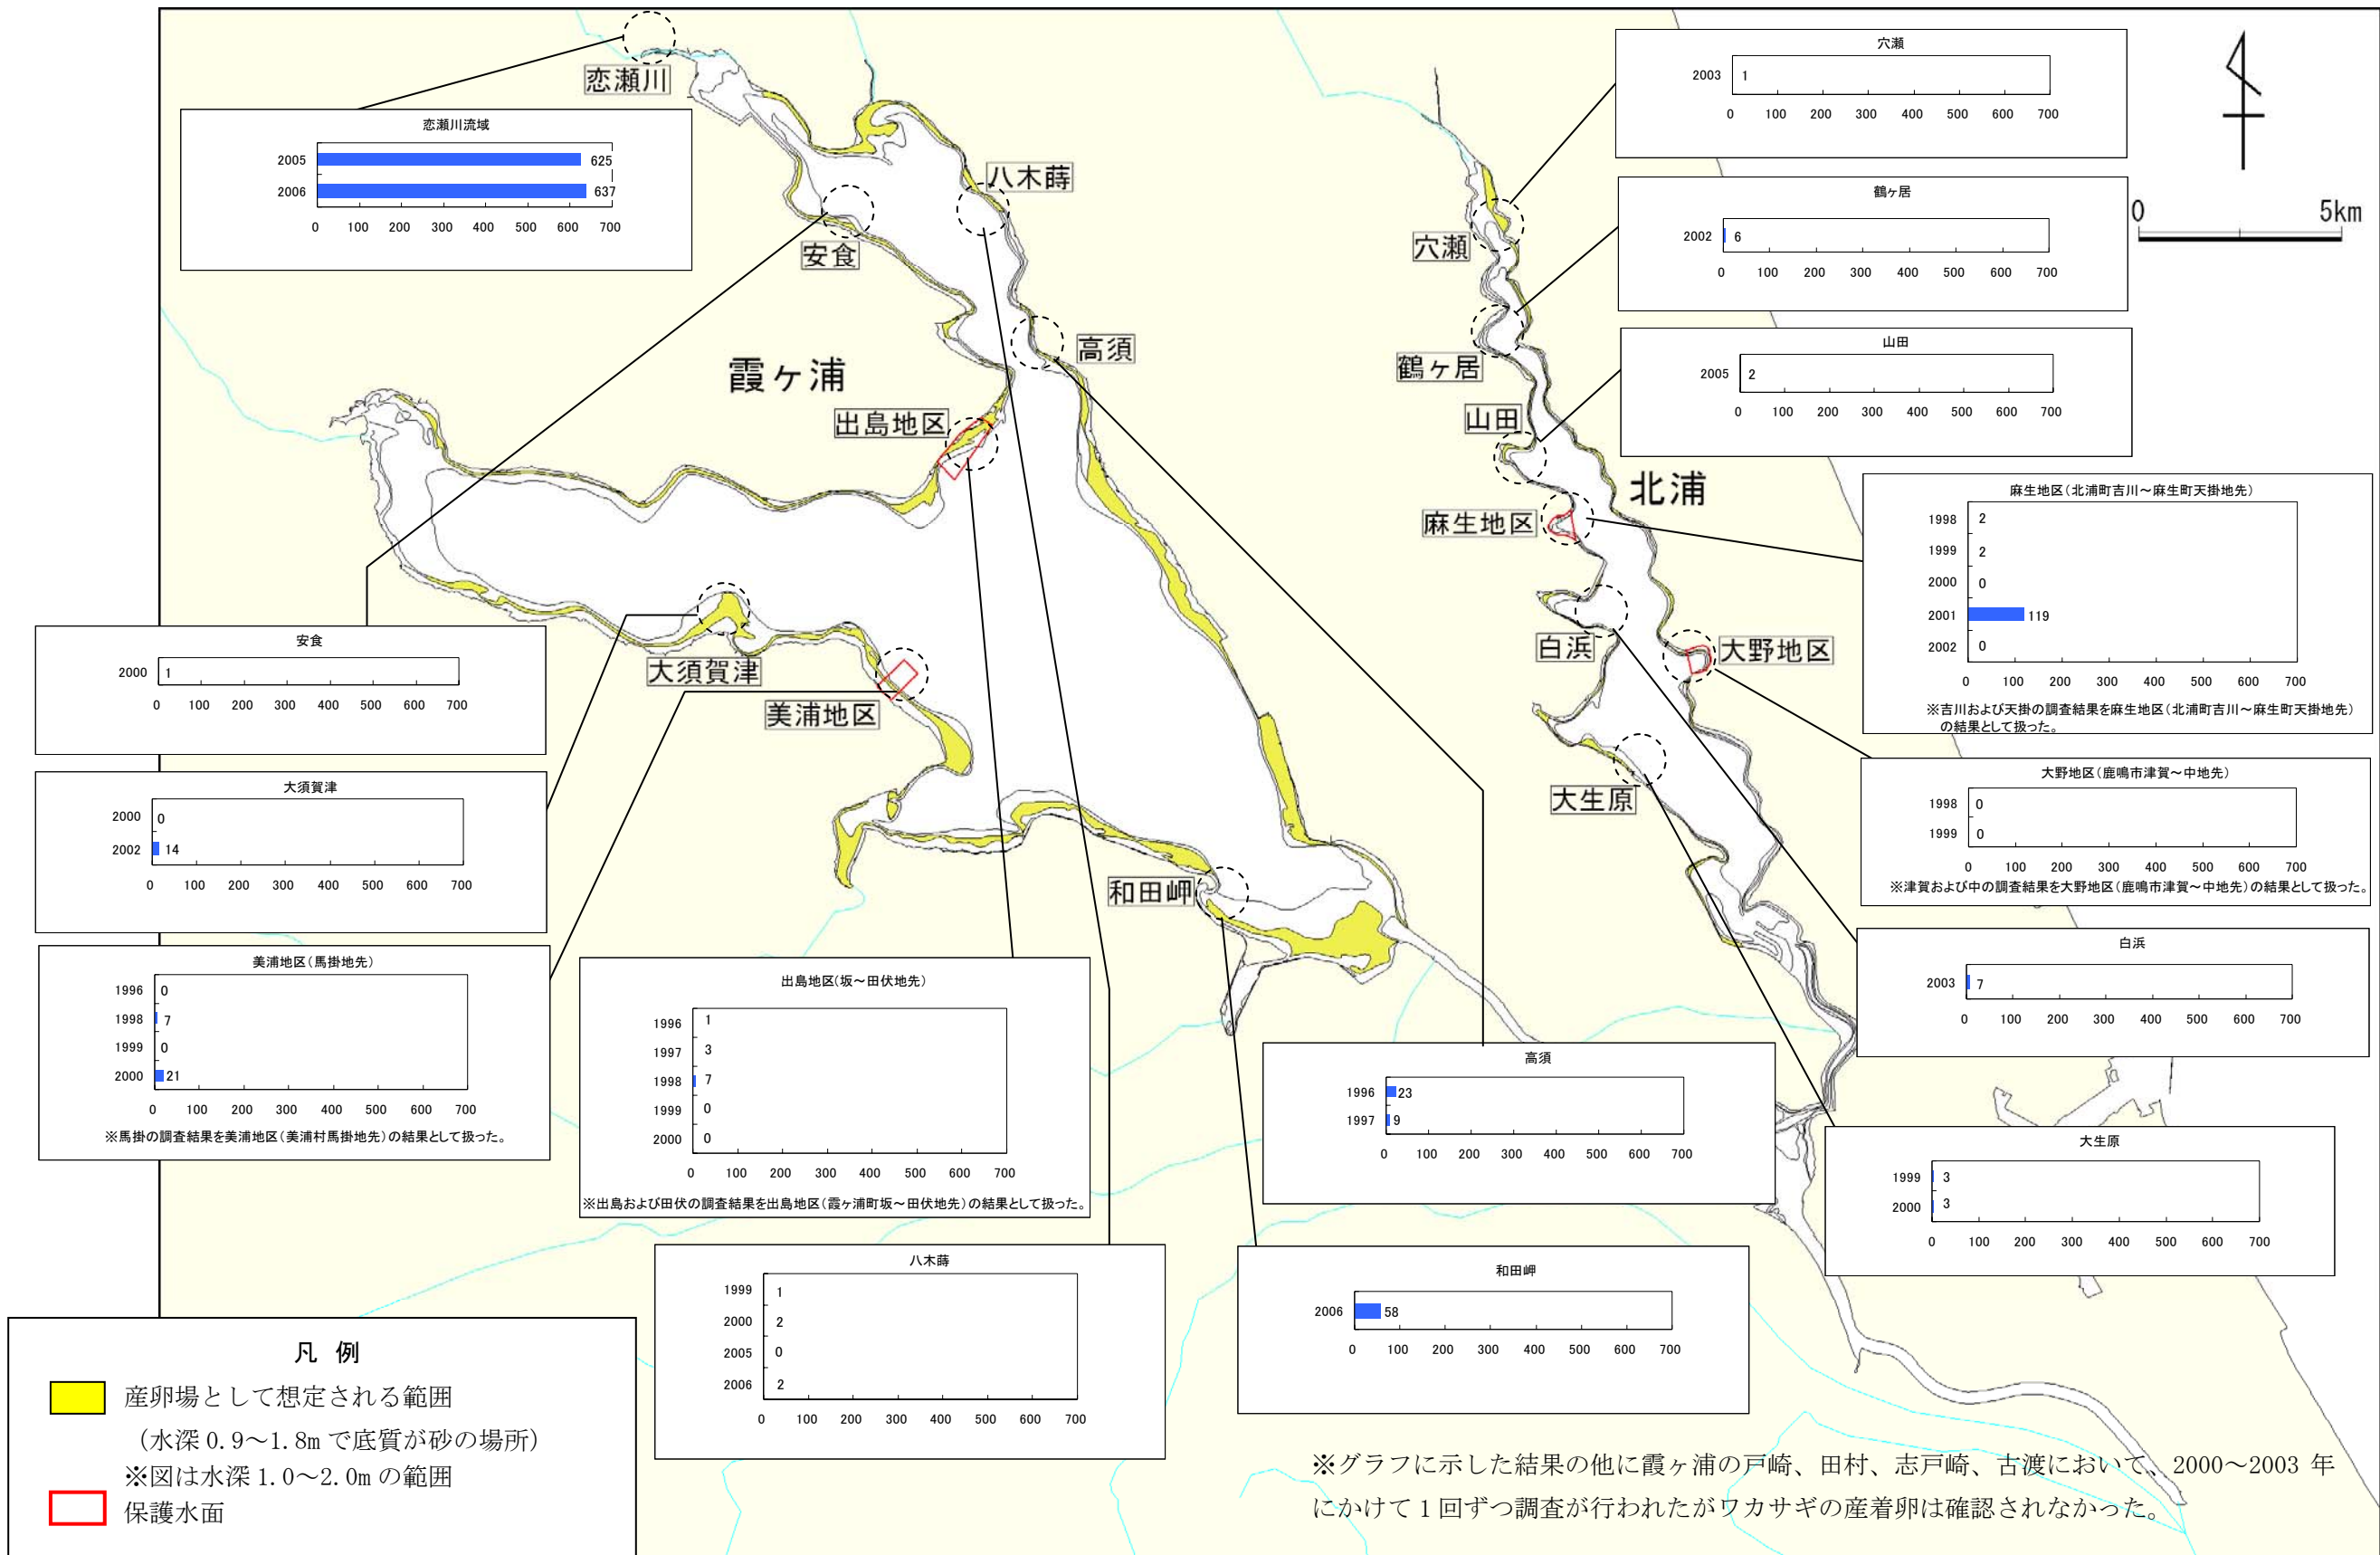 恋瀬川
安食
八木蒔
高須
霞ヶ浦
出島地区
大須賀津
美浦地区
和田岬
穴瀬
鶴ヶ居
山田
北浦
麻生地区
白浜
大野地区
大生原
0 5km
恋瀬川流域
2005 625
2006 637
0 100 200 300 400 500 600 700
穴瀬
2003 1
0 100 200 300 400 500 600 700
鶴ヶ居
2002 6
0 100 200 300 400 500 600 700
山田
2005 2
0 100 200 300 400 500 600 700
麻生地区(北浦町吉川～麻生町天掛地先)
1998 2
1999 2
2000 0
2001 119
2002 0
0 100 200 300 400 500 600 700
※吉川および天掛の調査結果を麻生地区(北浦町吉川～麻生町天掛地先)
の結果として扱った。
大野地区(鹿嶋市津賀～中地先)
1998 0
1999 0
0 100 200 300 400 500 600 700
※津賀および中の調査結果を大野地区(鹿嶋市津賀～中地先)の結果として扱った。
白浜
2003 7
0 100 200 300 400 500 600 700
大生原
1999 3
2000 3
0 100 200 300 400 500 600 700
安食
2000 1
0 100 200 300 400 500 600 700
大須賀津
2000 0
2002 14
0 100 200 300 400 500 600 700
美浦地区(馬掛地先)
1996 0
1998 7
1999 0
2000 21
0 100 200 300 400 500 600 700
※馬掛の調査結果を美浦地区(美浦村馬掛地先)の結果として扱った。
出島地区(坂～田伏地先)
1996 1
1997 3
1998 7
1999 0
2000 0
0 100 200 300 400 500 600 700
※出島および田伏の調査結果を出島地区(霞ヶ浦町坂～田伏地先)の結果として扱った。
高須
1996 23
1997 9
0 100 200 300 400 500 600 700
八木蒔
1999 1
2000 2
2005 0
2006 2
0 100 200 300 400 500 600 700
和田岬
2006 58
0 100 200 300 400 500 600 700
凡 例
産卵場として想定される範囲
(水深 0.9～1.8m で底質が砂の場所)
※図は水深 1.0～2.0m の範囲
保護水面
※グラフに示した結果の他に霞ヶ浦の戸崎、田村、志戸崎、古渡において、2000～2003 年
にかけて 1 回ずつ調査が行われたがワカサギの産着卵は確認されなかった。